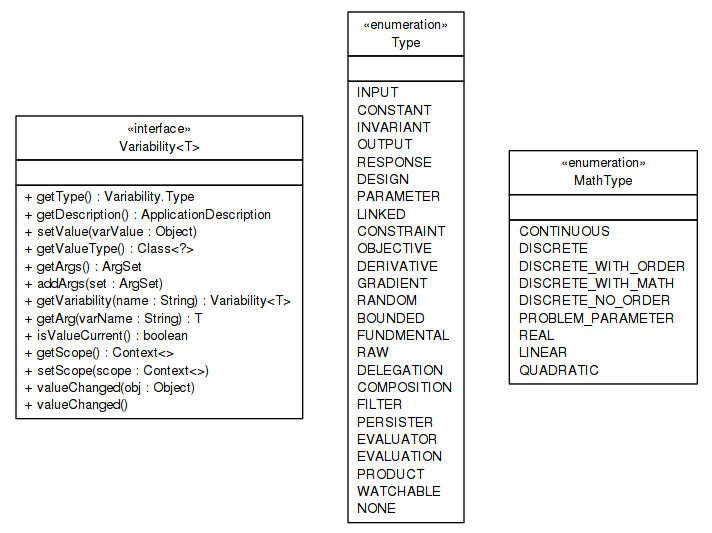 «interface»
Variability<T>
+ getType() : Variability.Type
+ getDescription() : ApplicationDescription
+ setValue(varValue : Object)
+ getValueType() : Class<?>
+ getArgs() : ArgSet
+ addArgs(set : ArgSet)
+ getVariability(name : String) : Variability<T>
+ getArg(varName : String) : T
+ isValueCurrent() : boolean
+ getScope() : Context<>
+ setScope(scope : Context<>)
+ valueChanged(obj : Object)
+ valueChanged()
«enumeration»
Type
INPUT
CONSTANT
INVARIANT
OUTPUT
RESPONSE
DESIGN
PARAMETER
LINKED
CONSTRAINT
OBJECTIVE
DERIVATIVE
GRADIENT
RANDOM
BOUNDED
FUNDMENTAL
RAW
DELEGATION
COMPOSITION
FILTER
PERSISTER
EVALUATOR
EVALUATION
PRODUCT
WATCHABLE
NONE
«enumeration»
MathType
CONTINUOUS
DISCRETE
DISCRETE_WITH_ORDER
DISCRETE_WITH_MATH
DISCRETE_NO_ORDER
PROBLEM_PARAMETER
REAL
LINEAR
QUADRATIC